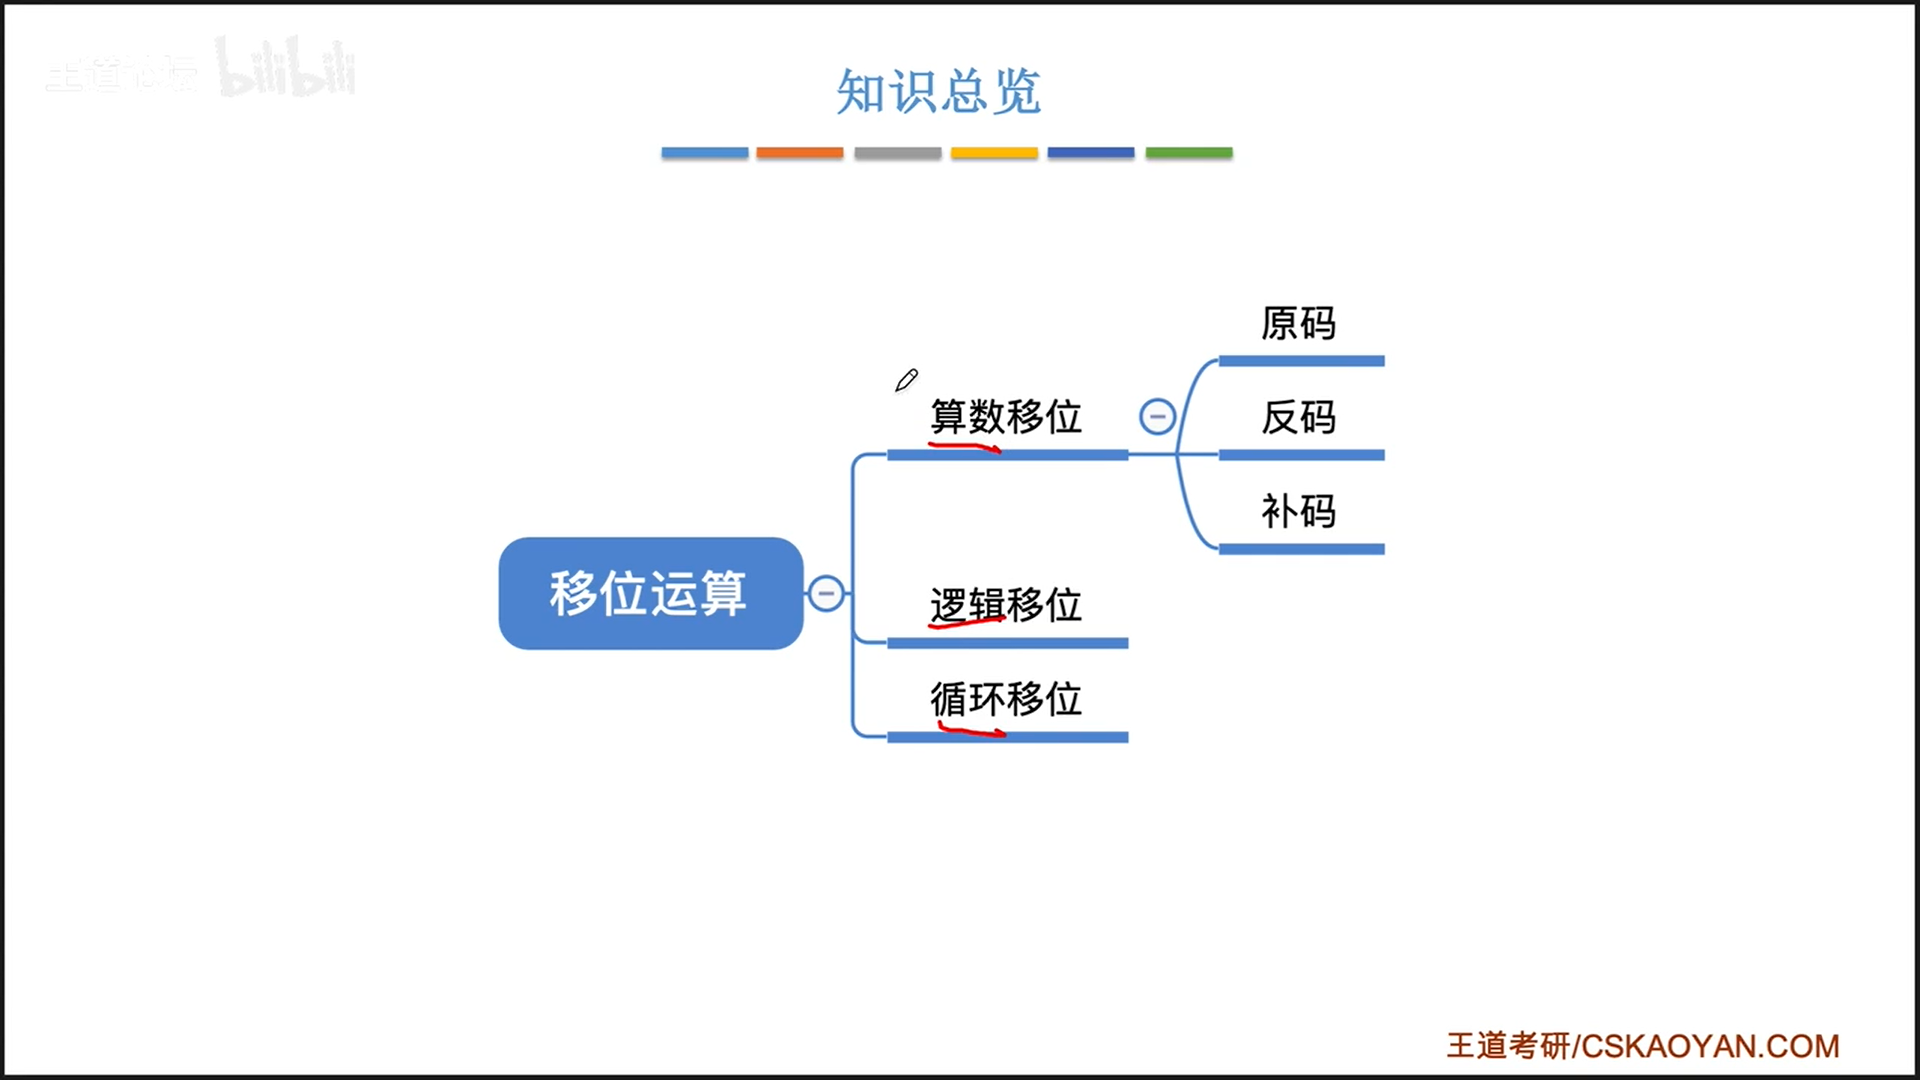 王道论坛 bilibili
知识总览
原码
算数移位
反码
补码
移位运算
逻辑移位
循环移位
王道考研/CSKAOYAN.COM